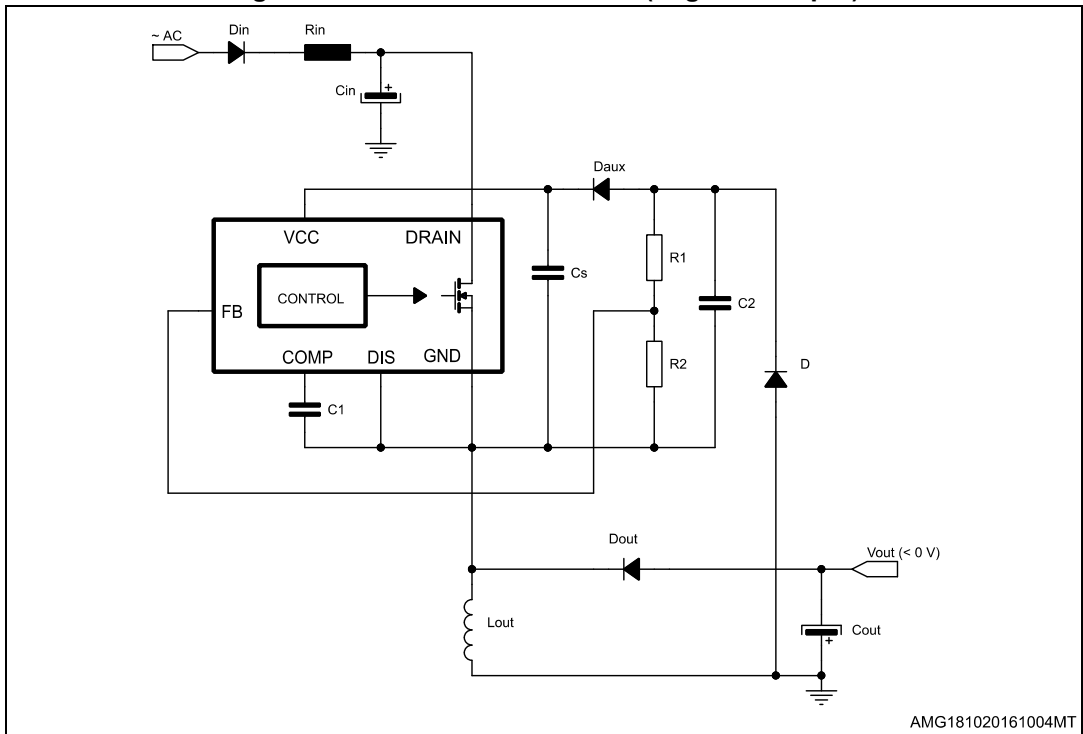 ~ AC
Din
Rin
Cin
+
Daux
VCC
DRAIN
CONTROL
FB
COMP
DIS
GND
Cs
R1
R2
C2
D
C1
Dout
Vout (< 0 V)
Lout
Cout
+
AMG181020161004MT